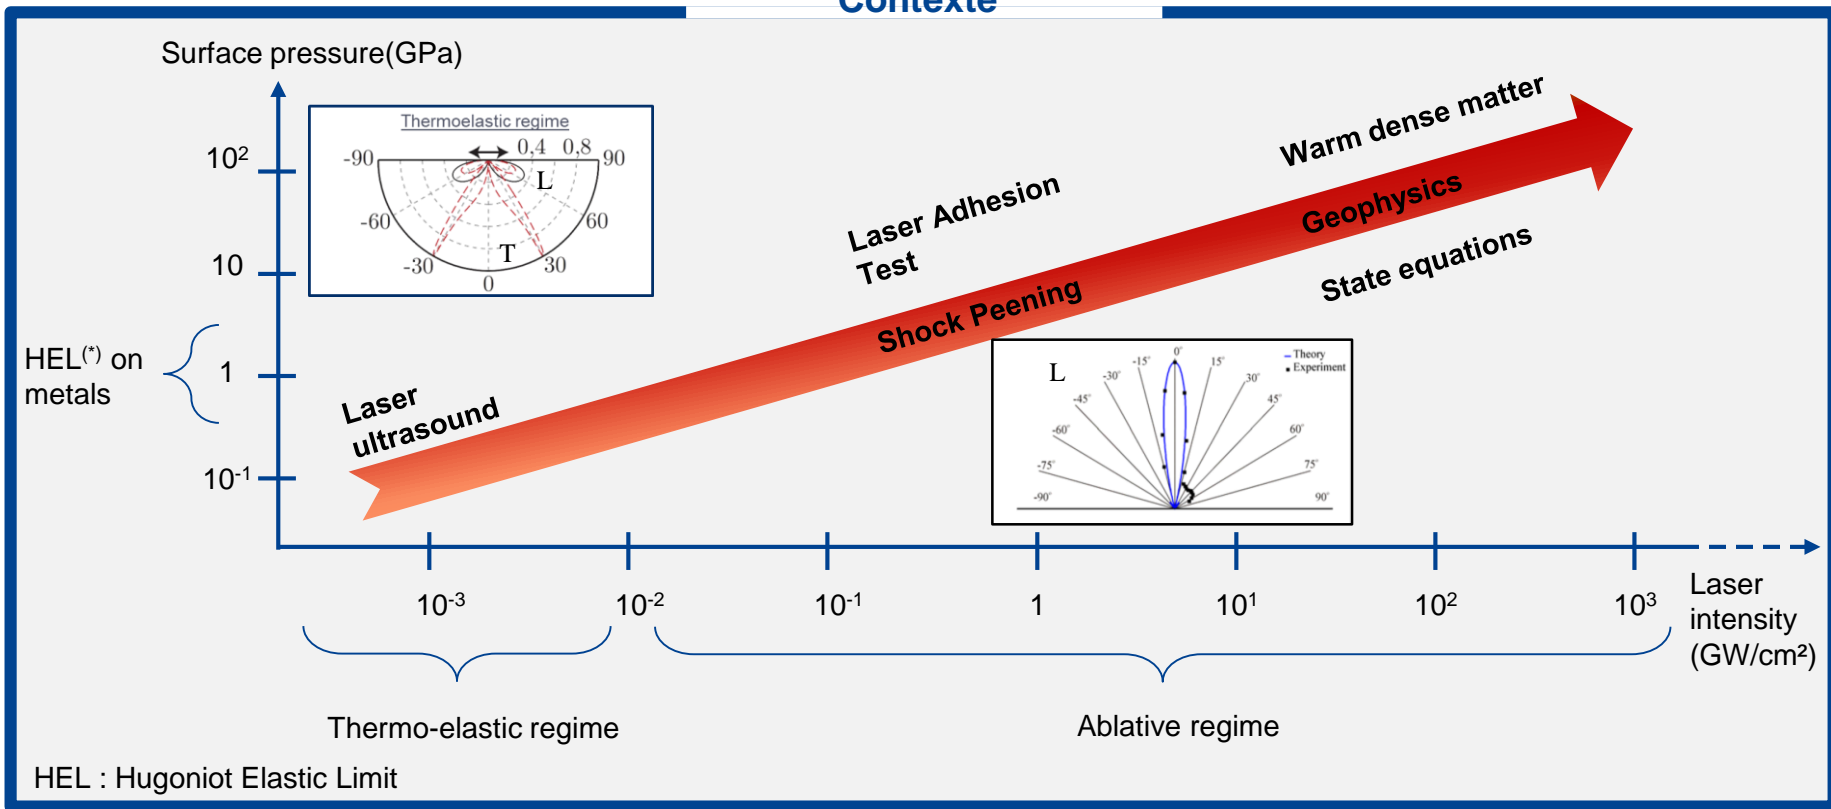 Contexte
Surface pressure(GPa)
10²
10
1
10⁻¹
HEL(*) on
metals
Thermoelastic regime
0,4 0,8
-90 90
L
-60 60
T
-30 30
0
Laser
ultrasound
Laser Adhesion
Test
Shock Peening
Warm dense matter
Geophysics
State equations
L
Theory
Experiment
0°
-15° 15°
-30° 30°
-45° 45°
-60° 60°
-75° 75°
-90° 90°
10⁻³ 10⁻² 10⁻¹ 1 10¹ 10² 10³
Laser
intensity
(GW/cm²)
Thermo-elastic regime
Ablative regime
HEL : Hugoniot Elastic Limit